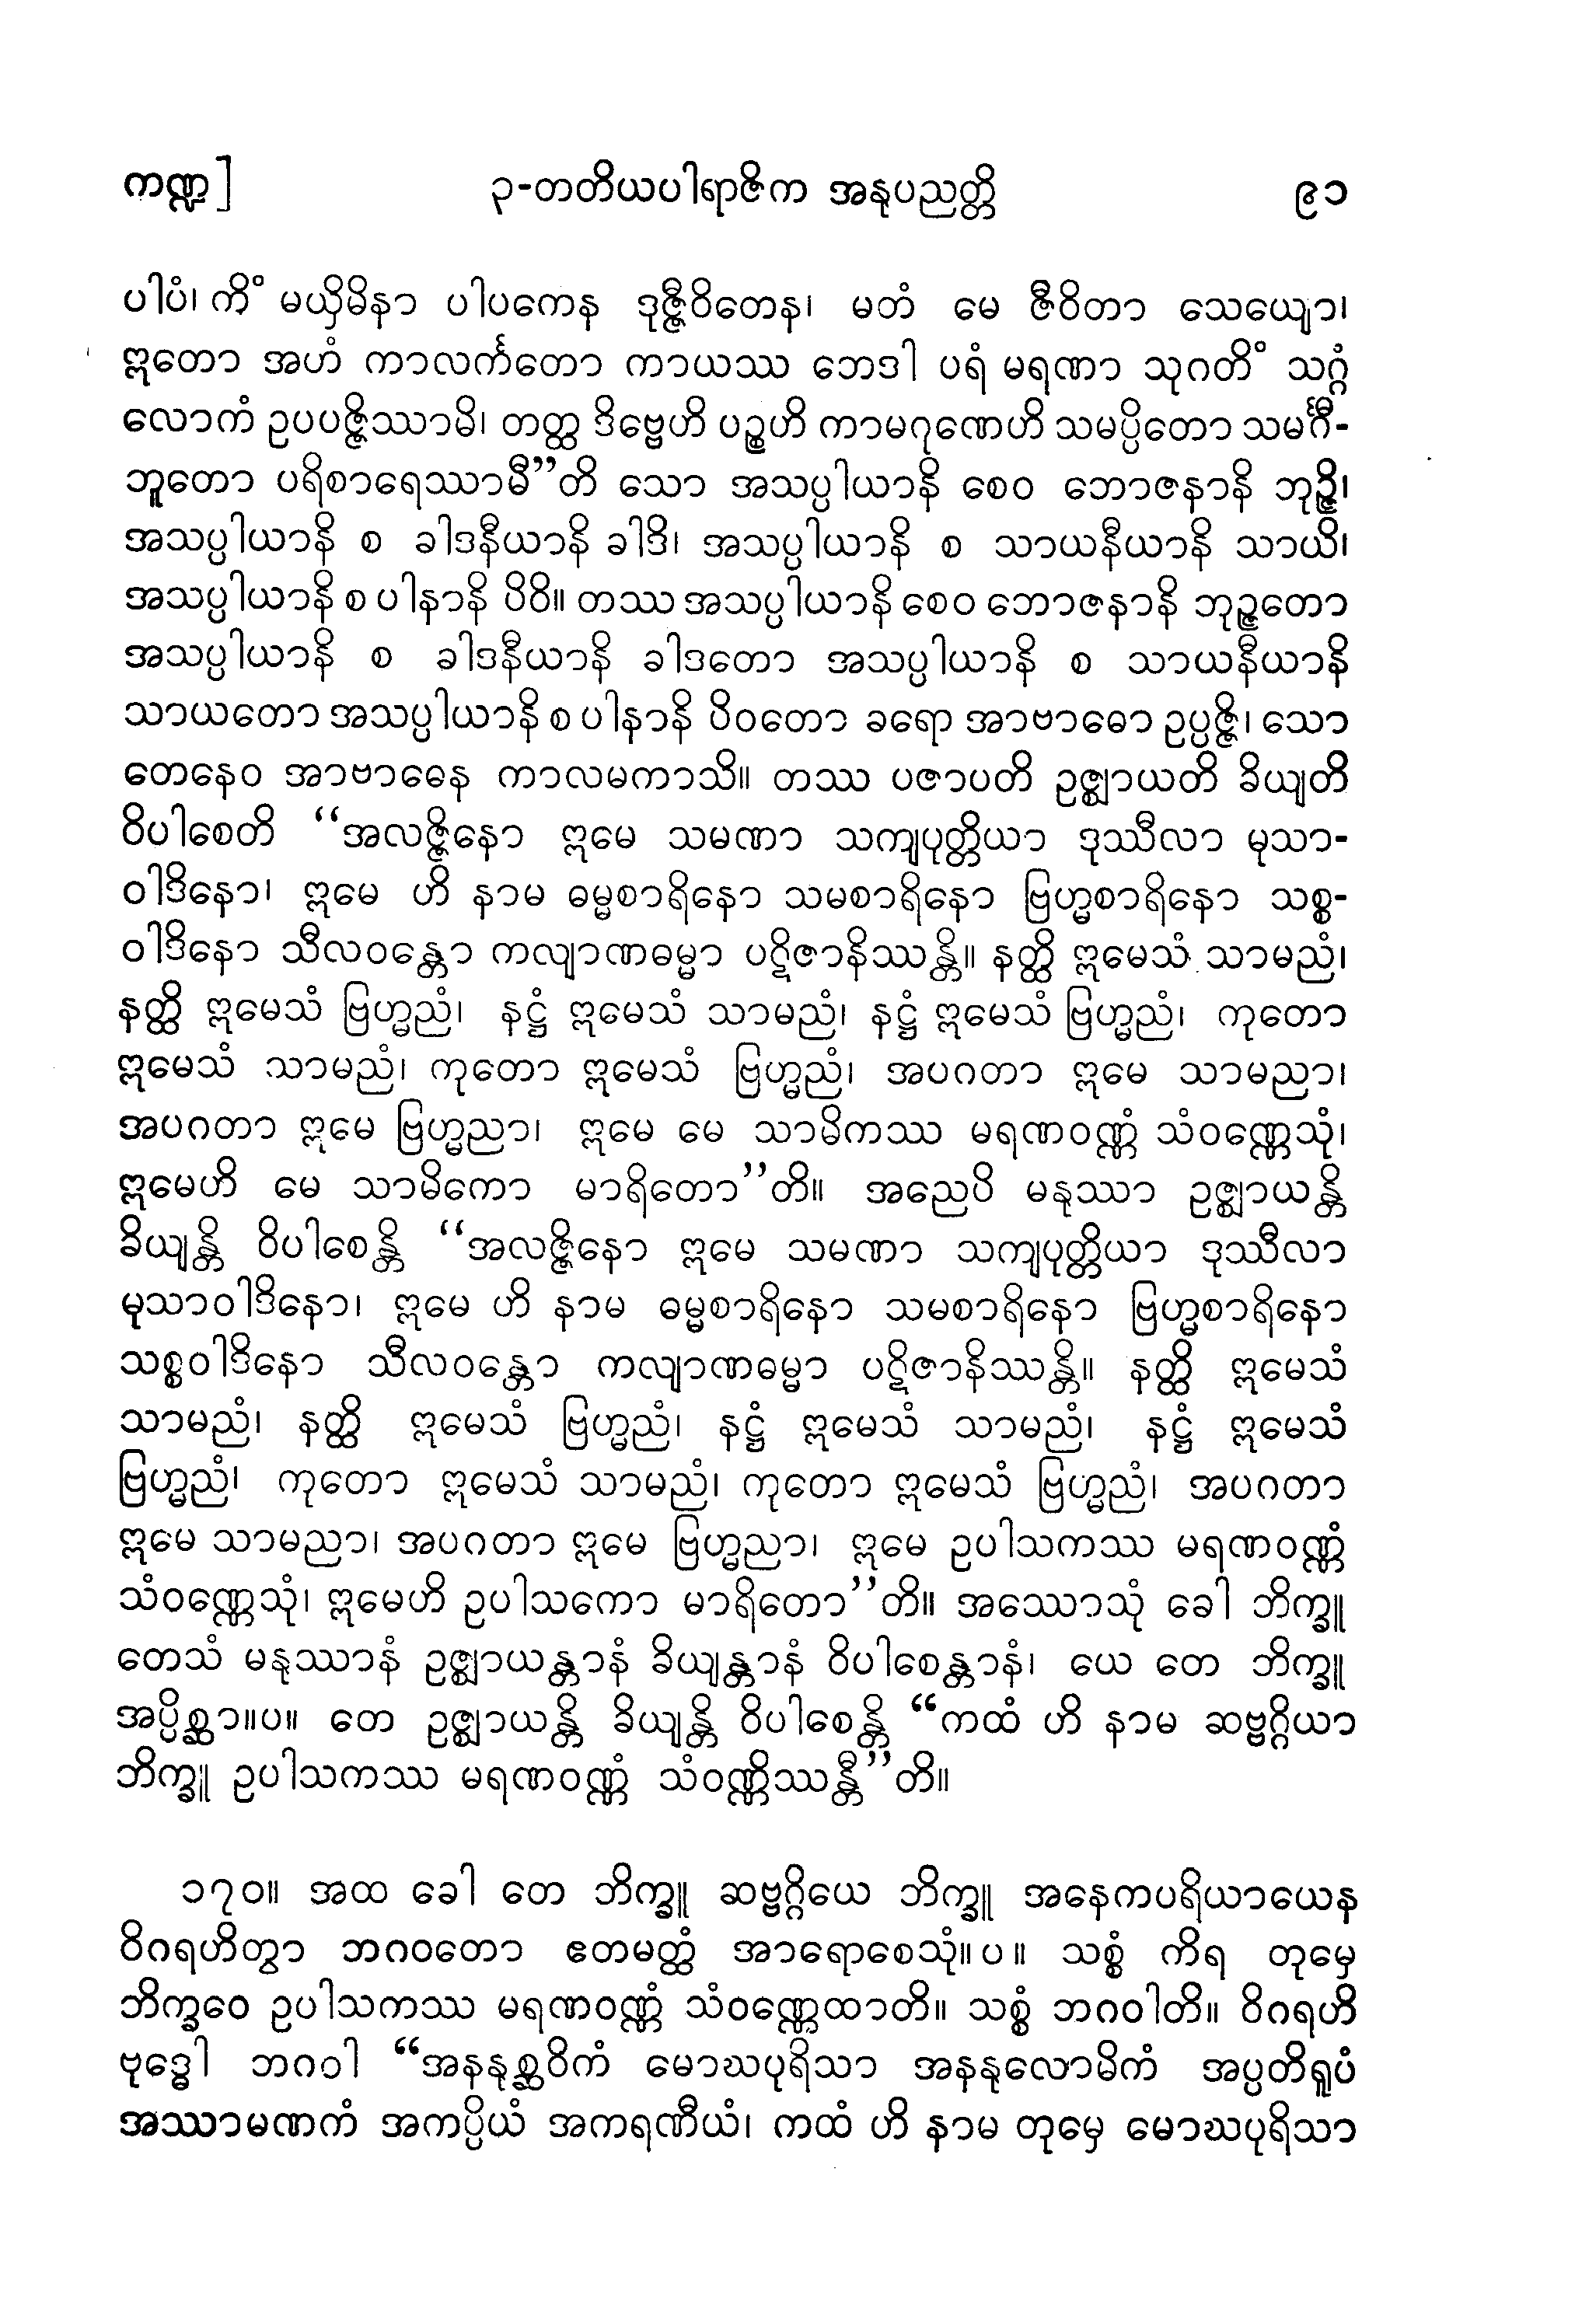 ကဏ္ဍ]
၃-တတိယပါရာဇိက အနုပညတ္တိ
၉၁
ပါပံ၊ ကိံ မယှိမိနာ ပါပကေန ဒုဇ္ဇီဝိတေန၊ မတံ မေ ဇီဝိတာ သေယျော၊
ဣတော အဟံ ကာလင်္ကတော ကာယဿ ဘေဒါ ပရံ မရဏာ သုဂတိံ သဂ္ဂံ
လောကံ ဥပပဇ္ဇိဿာမိ၊ တတ္ထ ဒိဗ္ဗေဟိ ပဉ္စဟိ ကာမဂုဏေဟိ သမပ္ပိတော သမင်္ဂီ-
ဘူတော ပရိစာရေဿာမီ”တိ သော အသပ္ပါယာနိ စေဝ ဘောဇနာနိ ဘုဉ္ဇိ၊
အသပ္ပါယာနိ စ ခါဒနီယာနိ ခါဒိ၊ အသပ္ပါယာနိ စ သာယနီယာနိ သာယိ၊
အသပ္ပါယာနိ စ ပါနာနိ ပိဝိ။ တဿ အသပ္ပါယာနိ စေဝ ဘောဇနာနိ ဘုဉ္ဇတော
အသပ္ပါယာနိ စ ခါဒနီယာနိ ခါဒတော အသပ္ပါယာနိ စ သာယနီယာနိ
သာယတော အသပ္ပါယာနိ စ ပါနာနိ ပိဝတော ခရော အာဗာဓော ဥပ္ပဇ္ဇိ၊ သော
တေနေဝ အာဗာဓေန ကာလမကာသိ။ တဿ ပဇာပတိ ဥဇ္ဈာယတိ ခိယျတိ
ဝိပါစေတိ “အလဇ္ဇိနော ဣမေ သမဏာ သကျပုတ္တိယာ ဒုဿီလာ မုသာ-
ဝါဒိနော၊ ဣမေ ဟိ နာမ ဓမ္မစာရိနော သမစာရိနော ဗြဟ္မစာရိနော သစ္စ-
ဝါဒိနော သီလဝန္တော ကလျာဏဓမ္မာ ပဋိဇာနိဿန္တိ။ နတ္ထိ ဣမေသံ သာမညံ၊
နတ္ထိ ဣမေသံ ဗြဟ္မညံ၊ နဋ္ဌံ ဣမေသံ သာမညံ၊ နဋ္ဌံ ဣမေသံ ဗြဟ္မညံ၊ ကုတော
ဣမေသံ သာမညံ၊ ကုတော ဣမေသံ ဗြဟ္မညံ၊ အပဂတာ ဣမေ သာမညာ၊
အပဂတာ ဣမေ ဗြဟ္မညာ၊ ဣမေ မေ သာမိကဿ မရဏဝဏ္ဏံ သံဝဏ္ဏေသုံ၊
ဣမေဟိ မေ သာမိကော မာရိတော”တိ။ အညေပိ မနုဿာ ဥဇ္ဈာယန္တိ
ခိယျန္တိ ဝိပါစေန္တိ “အလဇ္ဇိနော ဣမေ သမဏာ သကျပုတ္တိယာ ဒုဿီလာ
မုသာဝါဒိနော၊ ဣမေ ဟိ နာမ ဓမ္မစာရိနော သမစာရိနော ဗြဟ္မစာရိနော
သစ္စဝါဒိနော သီလဝန္တော ကလျာဏဓမ္မာ ပဋိဇာနိဿန္တိ။ နတ္ထိ ဣမေသံ
သာမညံ၊ နတ္ထိ ဣမေသံ ဗြဟ္မညံ၊ နဋ္ဌံ ဣမေသံ သာမညံ၊ နဋ္ဌံ ဣမေသံ
ဗြဟ္မညံ၊ ကုတော ဣမေသံ သာမညံ၊ ကုတော ဣမေသံ ဗြဟ္မညံ၊ အပဂတာ
ဣမေ သာမညာ၊ အပဂတာ ဣမေ ဗြဟ္မညာ၊ ဣမေ ဥပါသကဿ မရဏဝဏ္ဏံ
သံဝဏ္ဏေသုံ၊ ဣမေဟိ ဥပါသကော မာရိတော”တိ။ အဿောသုံ ခေါ ဘိက္ခူ
တေသံ မနုဿာနံ ဥဇ္ဈာယန္တာနံ ခိယျန္တာနံ ဝိပါစေန္တာနံ၊ ယေ တေ ဘိက္ခူ
အပ္ပိစ္ဆာ။ပ။ တေ ဥဇ္ဈာယန္တိ ခိယျန္တိ ဝိပါစေန္တိ “ကထံ ဟိ နာမ ဆဗ္ဗဂ္ဂိယာ
ဘိက္ခူ ဥပါသကဿ မရဏဝဏ္ဏံ သံဝဏ္ဏိဿန္တီ”တိ။
၁၇၀။ အထ ခေါ တေ ဘိက္ခူ ဆဗ္ဗဂ္ဂိယေ ဘိက္ခူ အနေကပရိယာယေန
ဝိဂရဟိတွာ ဘဂဝတော ဧတမတ္ထံ အာရောစေသုံ။ပ။ သစ္စံ ကိရ တုမှေ
ဘိက္ခဝေ ဥပါသကဿ မရဏဝဏ္ဏံ သံဝဏ္ဏေထာတိ။ သစ္စံ ဘဂဝါတိ။ ဝိဂရဟိ
ဗုဒ္ဓေါ ဘဂဝါ “အနနုစ္ဆဝိကံ မောဃပုရိသာ အနနုလောမိကံ အပ္ပတိရူပံ
အဿာမဏကံ အကပ္ပိယံ အကရဏီယံ၊ ကထံ ဟိ နာမ တုမှေ မောဃပုရိသာ